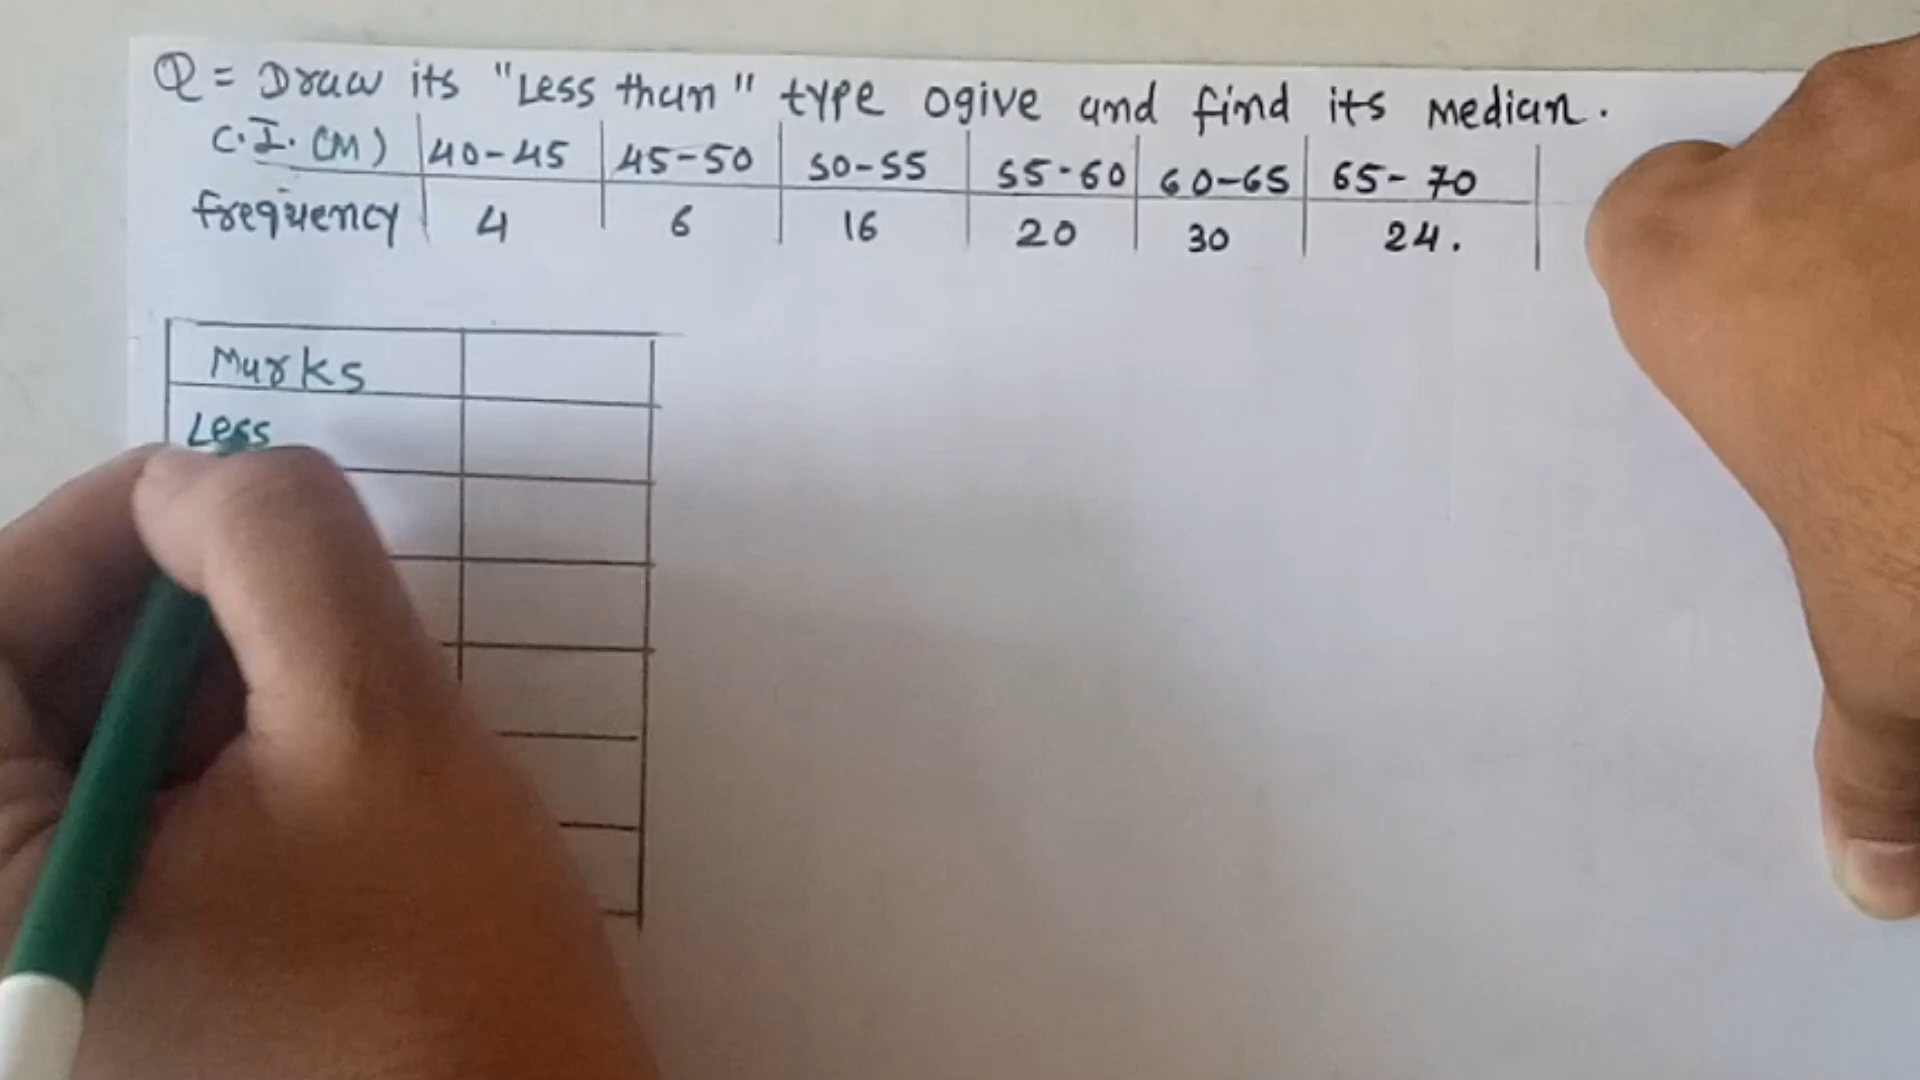 Q = Draw its "Less than" type ogive and find its median.
C.I. (M) 40-45 45-50 50-55 55-60 60-65 65-70
frequency 4 6 16 20 30 24.
Marks
Less